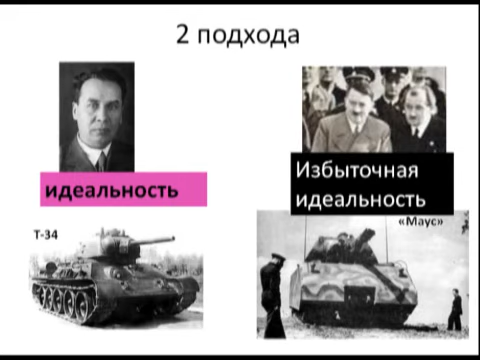 2 подхода
идеальность
Избыточная
идеальность
Т-34
«Маус»